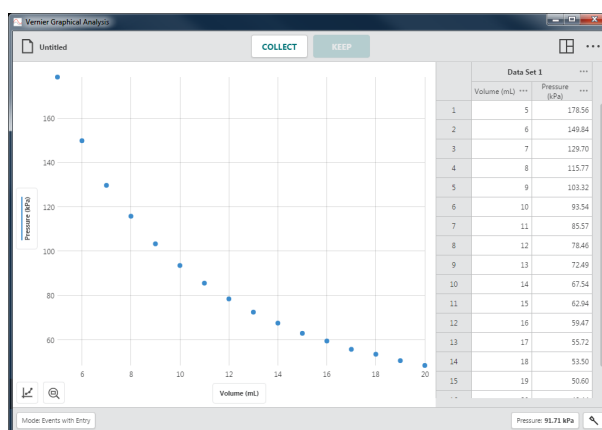 Vernier Graphical Analysis
Untitled
COLLECT
KEEP
Pressure (kPa)
160
140
120
100
80
60
6 8 10 12 14 16 18 20
Volume (mL)
Data Set 1
Volume (mL) Pressure (kPa)
1 5 178.56
2 6 149.84
3 7 129.70
4 8 115.77
5 9 103.32
6 10 93.54
7 11 85.57
8 12 78.46
9 13 72.49
10 14 67.54
11 15 62.94
12 16 59.47
13 17 55.72
14 18 53.50
15 19 50.60
Mode: Events with Entry
Pressure: 91.71 kPa